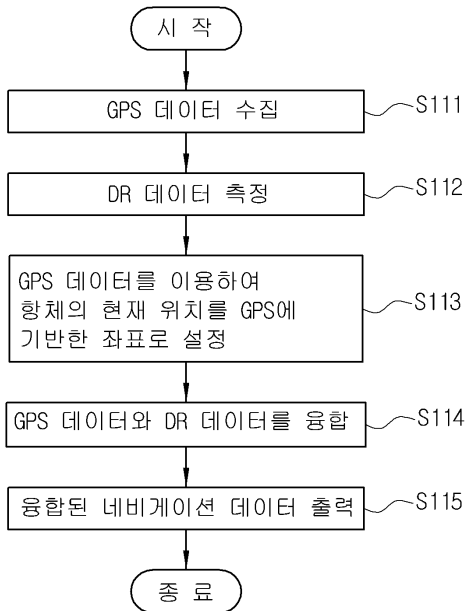 시 작
GPS 데이터 수집
S111
DR 데이터 측정
S112
GPS 데이터를 이용하여
항체의 현재 위치를 GPS에
기반한 좌표로 설정
S113
GPS 데이터와 DR 데이터를 융합
S114
융합된 네비게이션 데이터 출력
S115
종 료